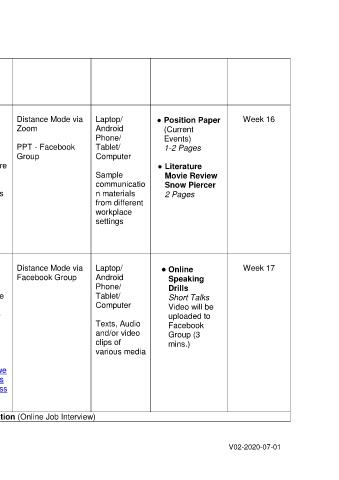 Distance Mode via
Zoom
PPT - Facebook
Group
Laptop/
Android
Phone/
Tablet/
Computer
Sample
communicatio
n materials
from different
workplace
settings
● Position Paper
(Current
Events)
1-2 Pages
● Literature
Movie Review
Snow Piercer
2 Pages
Week 16
re
s
Distance Mode via
Facebook Group
Laptop/
Android
Phone/
Tablet/
Computer
Texts, Audio
and/or video
clips of
various media
● Online
Speaking
Drills
Short Talks
Video will be
uploaded to
Facebook
Group (3
mins.)
Week 17
e
we
s
ss
tion (Online Job Interview)
V02-2020-07-01